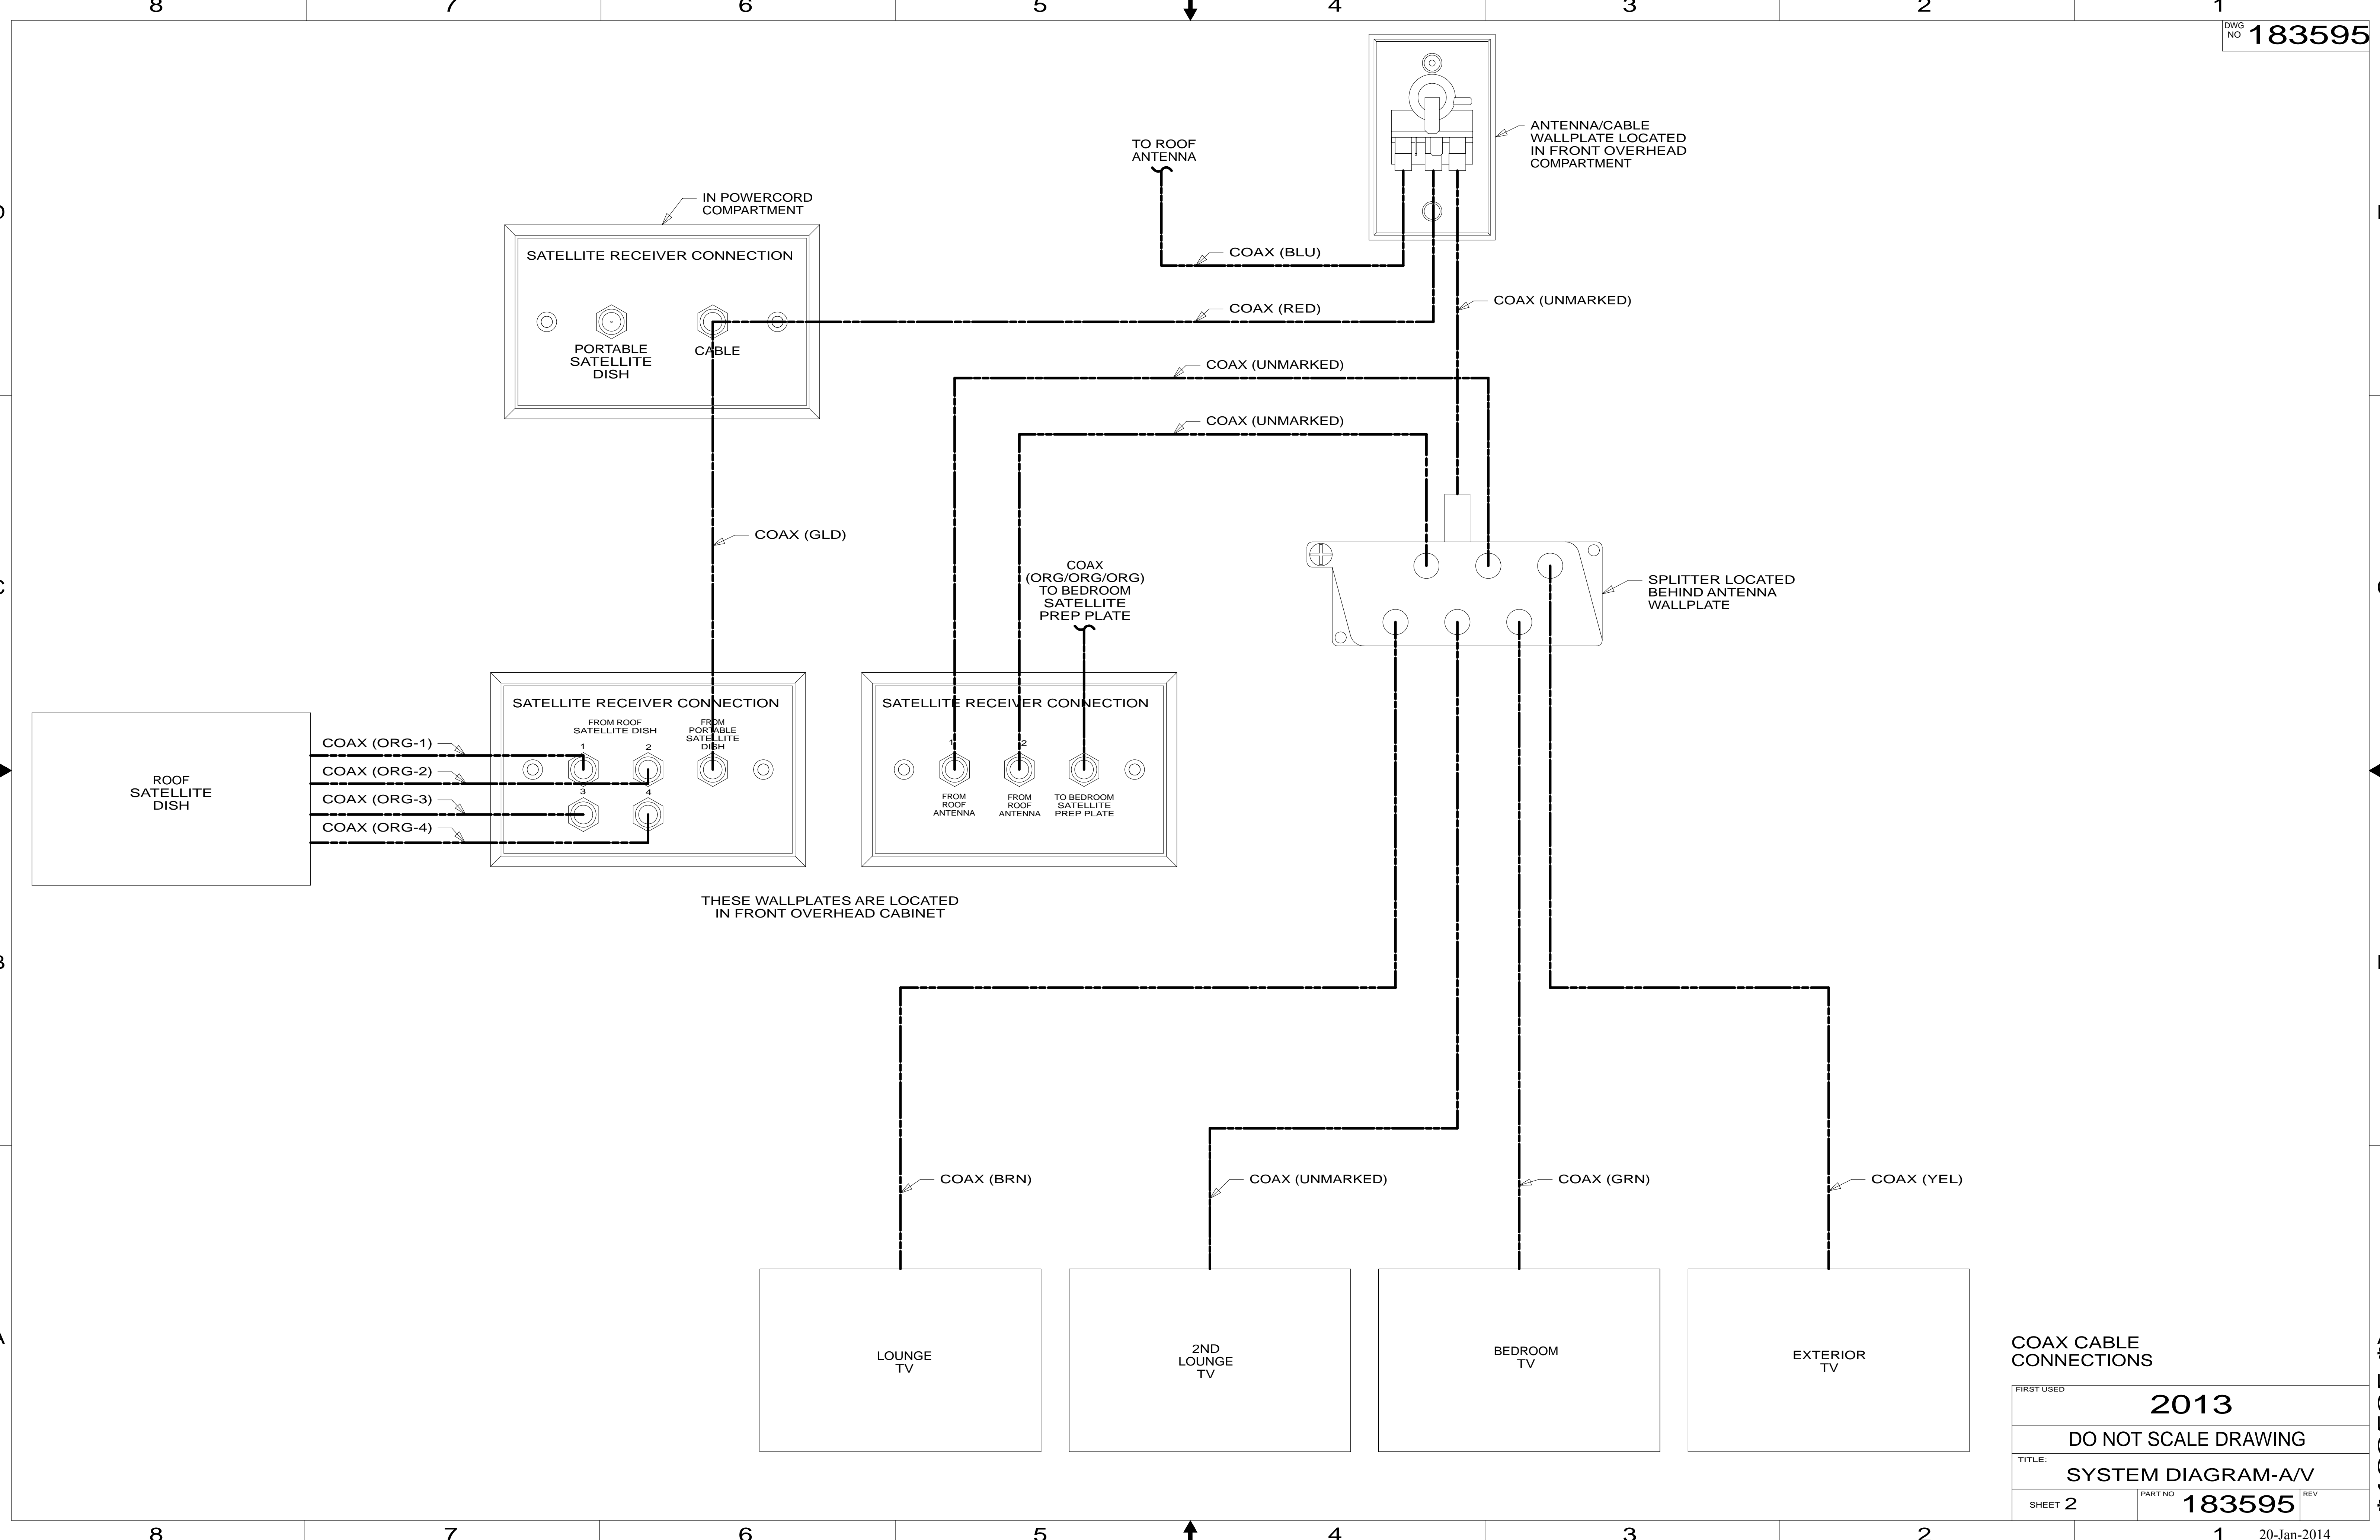 8 7 6 5 4 3 2 1
DWG
NO 183595
ANTENNA/CABLE
WALLPLATE LOCATED
IN FRONT OVERHEAD
COMPARTMENT
TO ROOF
ANTENNA
IN POWERCORD
COMPARTMENT
SATELLITE RECEIVER CONNECTION
PORTABLE
SATELLITE
DISH
CABLE
COAX (BLU)
COAX (RED)
COAX (UNMARKED)
COAX (UNMARKED)
COAX (UNMARKED)
COAX (GLD)
COAX
(ORG/ORG/ORG)
TO BEDROOM
SATELLITE
PREP PLATE
SPLITTER LOCATED
BEHIND ANTENNA
WALLPLATE
ROOF
SATELLITE
DISH
COAX (ORG-1)
COAX (ORG-2)
COAX (ORG-3)
COAX (ORG-4)
SATELLITE RECEIVER CONNECTION
FROM ROOF
SATELLITE DISH
FROM
PORTABLE
SATELLITE
DISH
1 2
3 4
SATELLITE RECEIVER CONNECTION
1 2
FROM
ROOF
ANTENNA
FROM
ROOF
ANTENNA
TO BEDROOM
SATELLITE
PREP PLATE
THESE WALLPLATES ARE LOCATED
IN FRONT OVERHEAD CABINET
COAX (BRN)
COAX (UNMARKED)
COAX (GRN)
COAX (YEL)
LOUNGE
TV
2ND
LOUNGE
TV
BEDROOM
TV
EXTERIOR
TV
COAX CABLE
CONNECTIONS
FIRST USED
2013
DO NOT SCALE DRAWING
TITLE:
SYSTEM DIAGRAM-A/V
SHEET 2
PART NO 183595
REV
8 7 6 5 4 3 2 1
20-Jan-2014